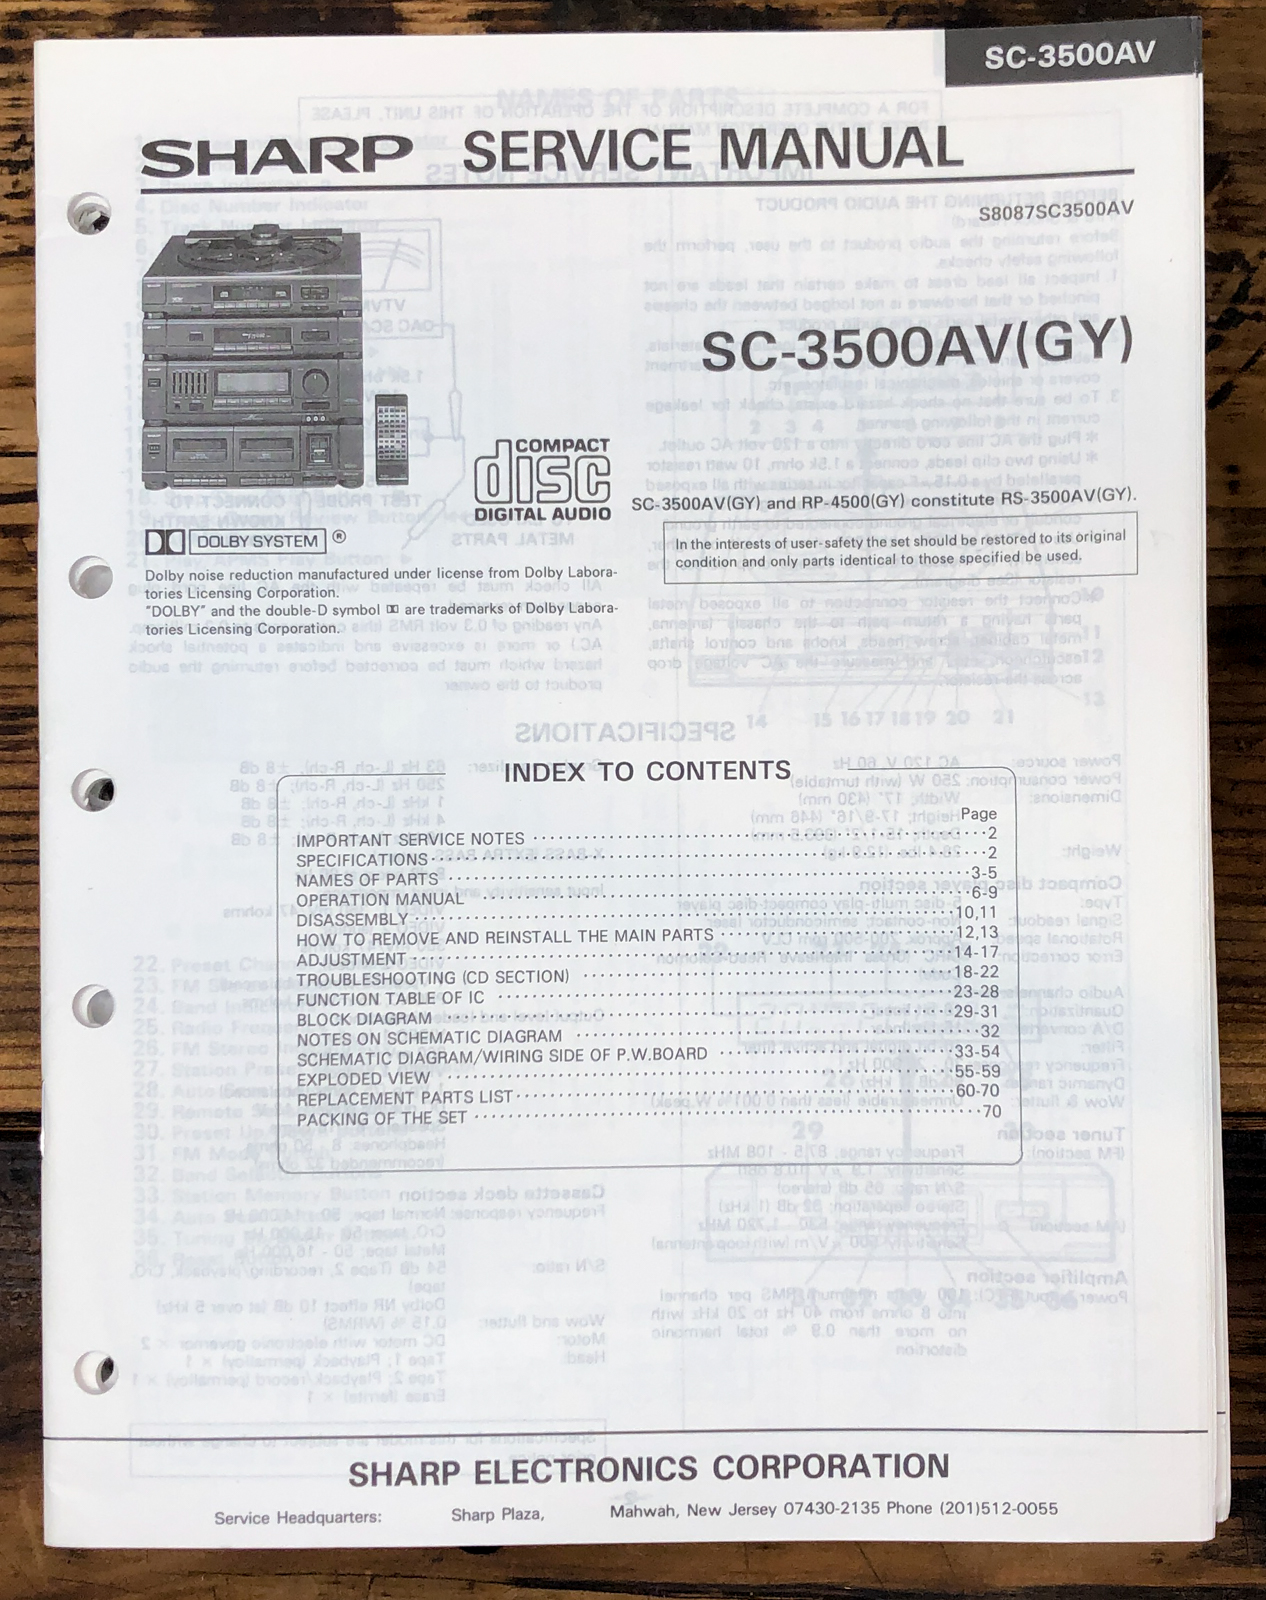 SC-3500AV
SHARP SERVICE MANUAL
S8087SC3500AV
SC-3500AV(GY)
COMPACT
disc
DIGITAL AUDIO
SC-3500AV(GY) and RP-4500(GY) constitute RS-3500AV(GY).
In the interests of user-safety the set should be restored to its original
condition and only parts identical to those specified be used.
DOLBY SYSTEM ®
Dolby noise reduction manufactured under license from Dolby Labora-
tories Licensing Corporation.
"DOLBY" and the double-D symbol are trademarks of Dolby Labora-
tories Licensing Corporation.
INDEX TO CONTENTS
Page
IMPORTANT SERVICE NOTES 2
SPECIFICATIONS 2
NAMES OF PARTS 3-5
OPERATION MANUAL 6-9
DISASSEMBLY 10,11
HOW TO REMOVE AND REINSTALL THE MAIN PARTS 12,13
ADJUSTMENT 14-17
TROUBLESHOOTING (CD SECTION) 18-22
FUNCTION TABLE OF IC 23-28
BLOCK DIAGRAM 29-31
NOTES ON SCHEMATIC DIAGRAM 32
SCHEMATIC DIAGRAM/WIRING SIDE OF P.W.BOARD 33-54
EXPLODED VIEW 55-59
REPLACEMENT PARTS LIST 60-70
PACKING OF THE SET 70
SHARP ELECTRONICS CORPORATION
Service Headquarters: Sharp Plaza, Mahwah, New Jersey 07430-2135 Phone (201)512-0055